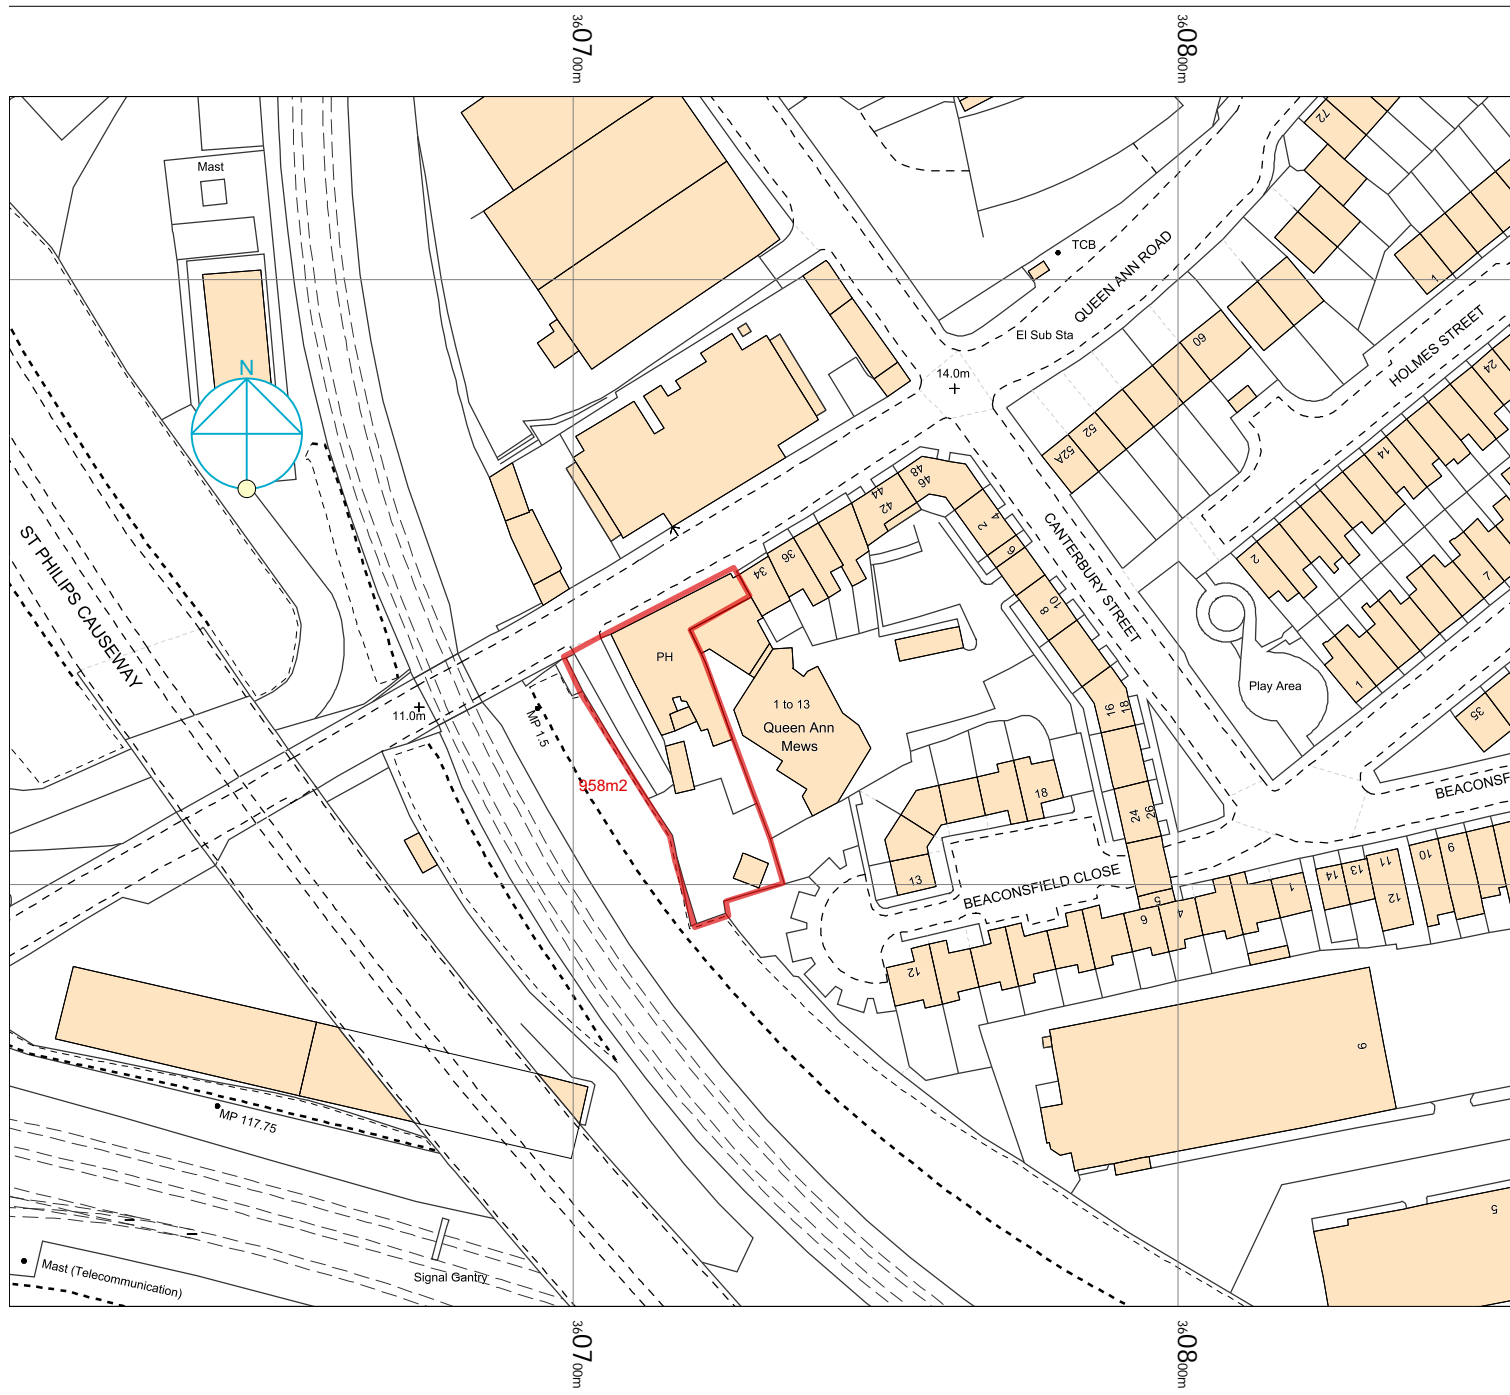 3607 00m
3608 00m
Mast
72
TCB
QUEEN ANN ROAD
1
HOLMES STREET
El Sub Sta
60
24
N
14.0m
52
52A
14
48
46
44
42
ST PHILIPS CAUSEWAY
4
2
CANTERBURY STREET
6
36
34
2
7
10
8
PH
Play Area
1
1 to 13
Queen Ann
Mews
11.0m
MP 1.5
16
18
35
958m2
18
24
26
BEACONSF
13
BEACONSFIELD CLOSE
10
9
11
13
14
12
1
5
4
6
12
6
MP 117.75
5
Mast (Telecommunication)
Signal Gantry
3607 00m
3608 00m